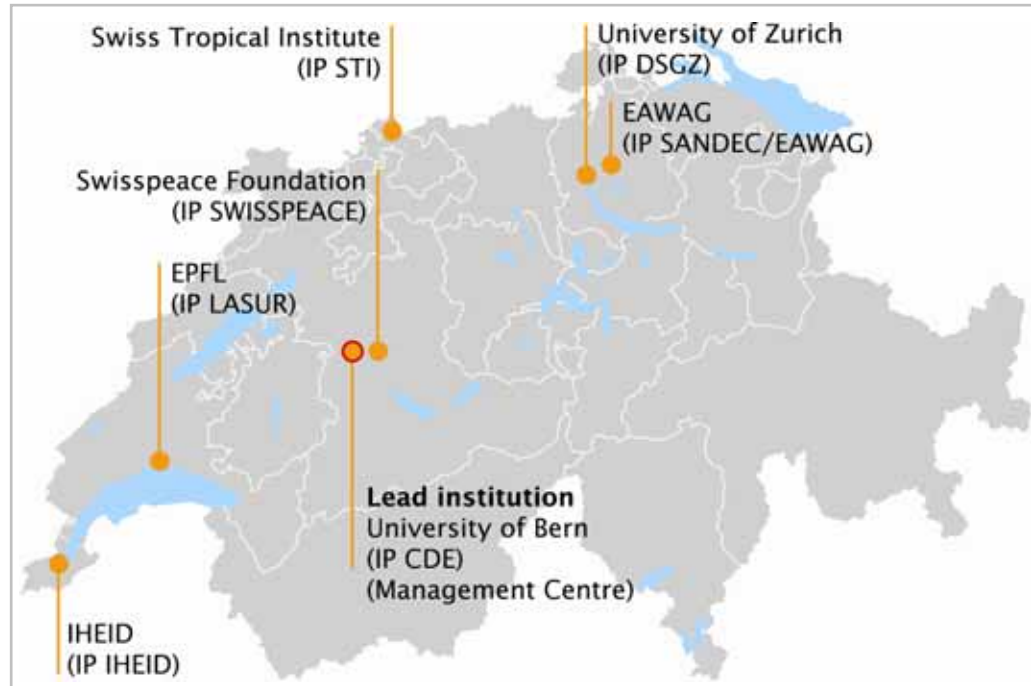 Swiss Tropical Institute
(IP STI)
University of Zurich
(IP DSGZ)
EAWAG
(IP SANDEC/EAWAG)
Swisspeace Foundation
(IP SWISSPEACE)
EPFL
(IP LASUR)
Lead institution
University of Bern
(IP CDE)
(Management Centre)
IHEID
(IP IHEID)